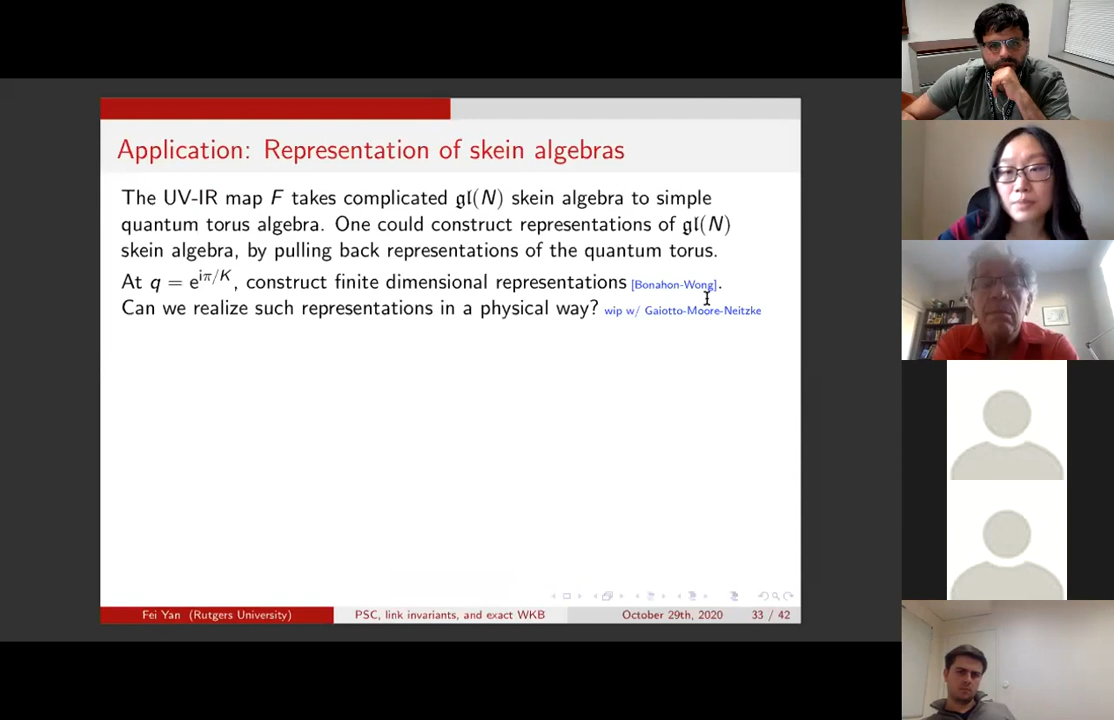 Application: Representation of skein algebras
The UV-IR map F takes complicated 𝔤𝔩(N) skein algebra to simple
quantum torus algebra. One could construct representations of 𝔤𝔩(N)
skein algebra, by pulling back representations of the quantum torus.
At q = e^{iπ/K}, construct finite dimensional representations [Bonahon-Wong].
Can we realize such representations in a physical way? wip w/ Gaiotto-Moore-Neitzke
Fei Yan (Rutgers University) PSC, link invariants, and exact WKB October 29th, 2020 33 / 42